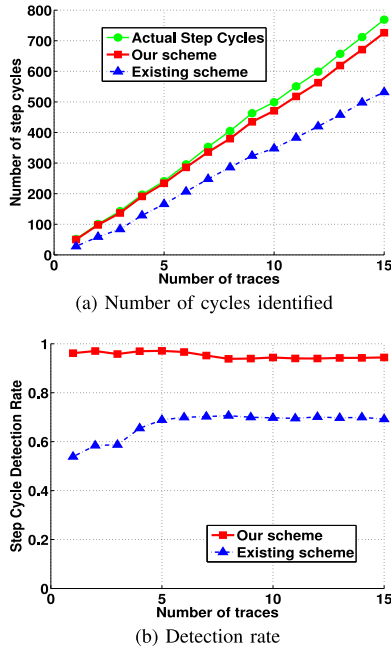 800
700
600
500
400
300
200
100
0
Number of step cycles
Actual Step Cycles
Our scheme
Existing scheme
0 5 10 15
Number of traces
(a) Number of cycles identified
1
0.8
0.6
0.4
0.2
0
Step Cycle Detection Rate
Our scheme
Existing scheme
0 5 10 15
Number of traces
(b) Detection rate